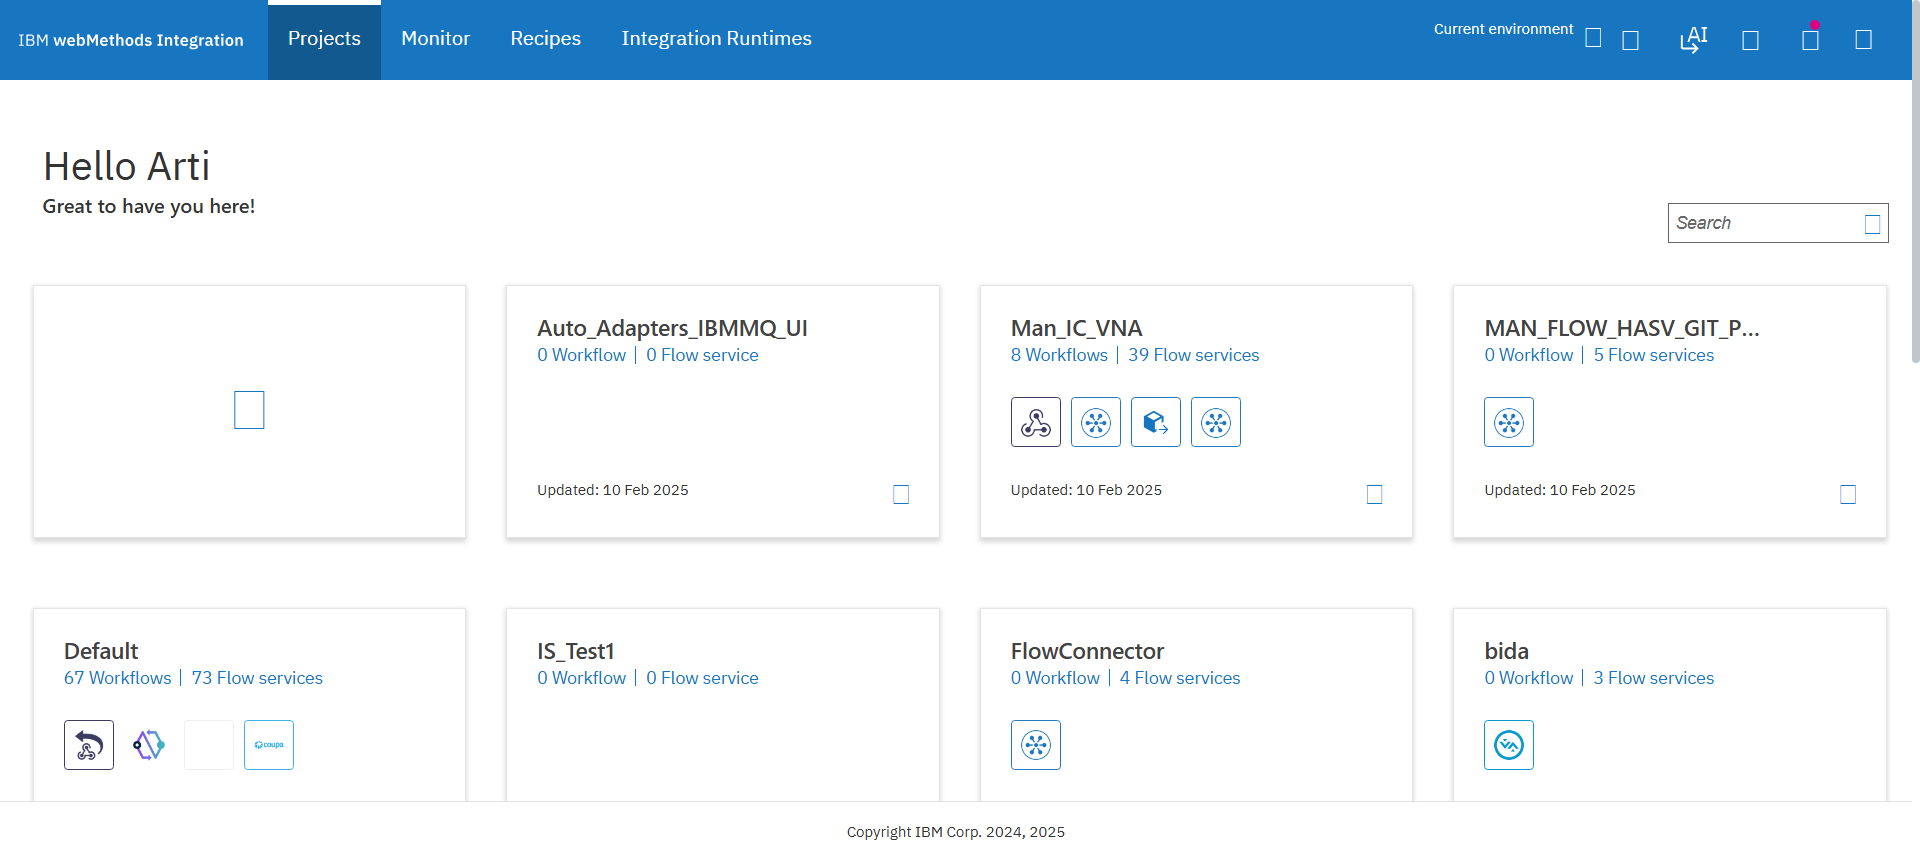 IBM webMethods Integration
Projects
Monitor
Recipes
Integration Runtimes
Current environment
AI
Hello Arti
Great to have you here!
Search
Auto_Adapters_IBMMQ_UI
0 Workflow | 0 Flow service
Updated: 10 Feb 2025
Man_IC_VNA
8 Workflows | 39 Flow services
Updated: 10 Feb 2025
MAN_FLOW_HASV_GIT_P...
0 Workflow | 5 Flow services
Updated: 10 Feb 2025
Default
67 Workflows | 73 Flow services
coupa
IS_Test1
0 Workflow | 0 Flow service
FlowConnector
0 Workflow | 4 Flow services
bida
0 Workflow | 3 Flow services
Copyright IBM Corp. 2024, 2025